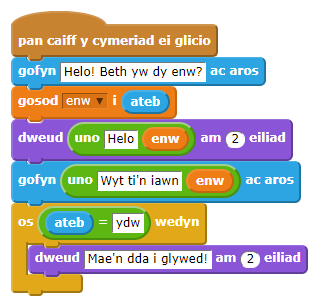 pan caiff y cymeriad ei glicio
gofyn Helo! Beth yw dy enw? ac aros
gosod enw i ateb
dweud uno Helo enw am 2 eiliad
gofyn uno Wyt ti'n iawn enw ac aros
os ateb = ydw wedyn
dweud Mae'n dda i glywed! am 2 eiliad